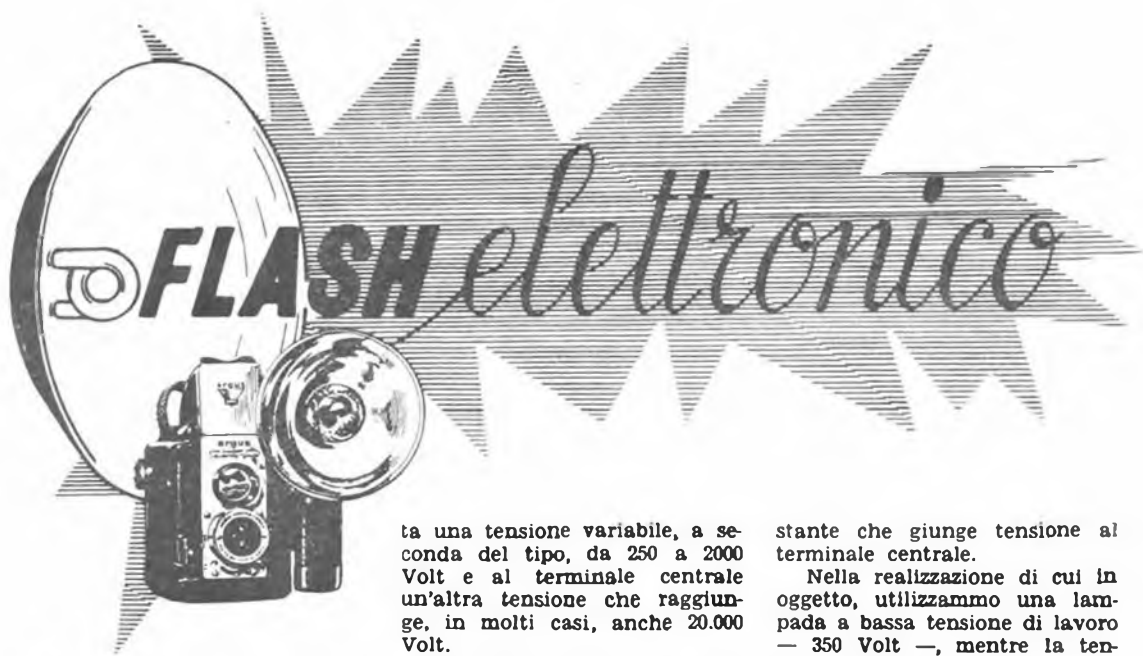 FLASH elettronico
argus
argus
ta una tensione variabile, a se-
conda del tipo, da 250 a 2000
Volt e al terminale centrale
un'altra tensione che raggiun-
ge, in molti casi, anche 20.000
Volt.
stante che giunge tensione al
terminale centrale.
Nella realizzazione di cui in
oggetto, utilizzammo una lam-
pada a bassa tensione di lavoro
— 350 Volt —, mentre la ten-